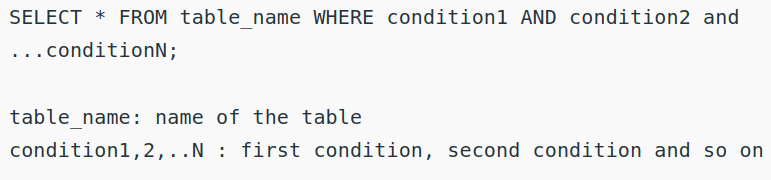 SELECT * FROM table_name WHERE condition1 AND condition2 and
...conditionN;
table_name: name of the table
condition1,2,..N : first condition, second condition and so on